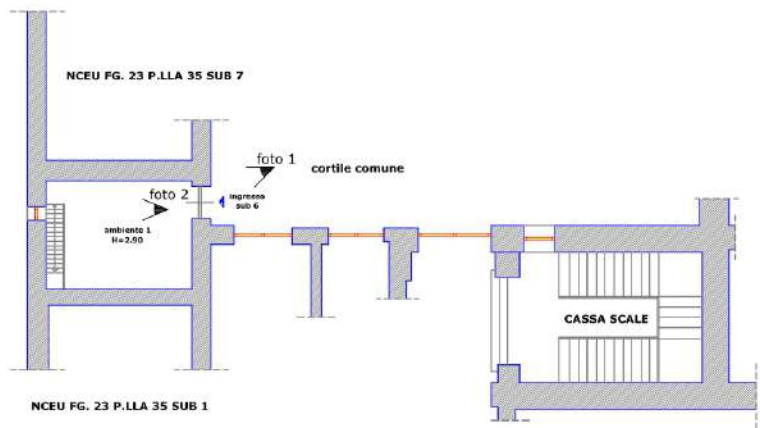 NCEU FG. 23 P.LLA 35 SUB 7
foto 1
cortile comune
foto 2
ingresso
sub 6
ambiente 1
H=2.90
CASSA SCALE
NCEU FG. 23 P.LLA 35 SUB 1